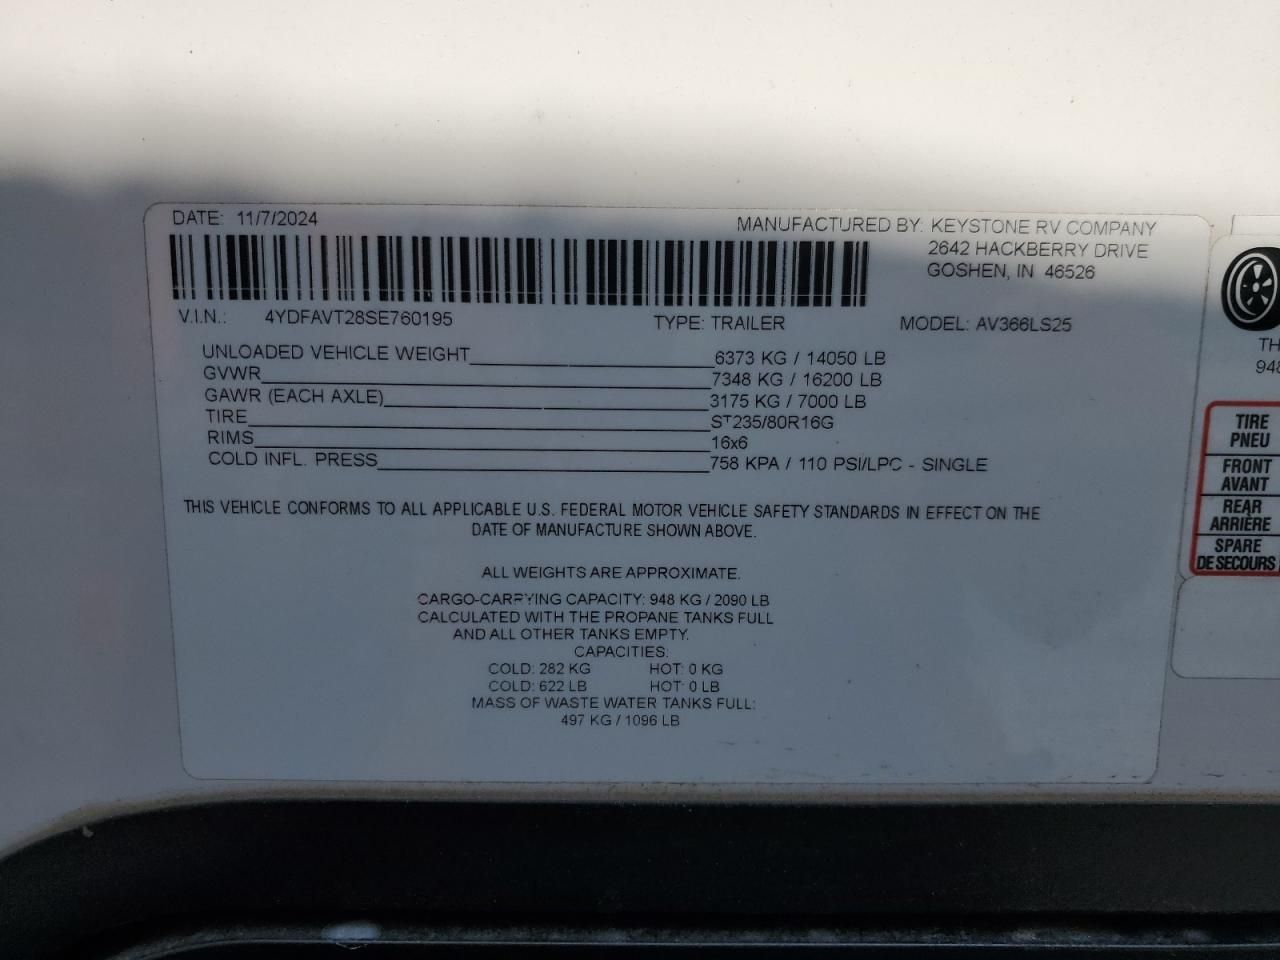 DATE: 11/7/2024
MANUFACTURED BY: KEYSTONE RV COMPANY
2642 HACKBERRY DRIVE
GOSHEN, IN 46526
V.I.N.: 4YDFAVT28SE760195 TYPE: TRAILER MODEL: AV366LS25
UNLOADED VEHICLE WEIGHT 6373 KG / 14050 LB
GVWR 7348 KG / 16200 LB
GAWR (EACH AXLE) 3175 KG / 7000 LB
TIRE ST235/80R16G
RIMS 16x6
COLD INFL. PRESS 758 KPA / 110 PSI/LPC - SINGLE
THIS VEHICLE CONFORMS TO ALL APPLICABLE U.S. FEDERAL MOTOR VEHICLE SAFETY STANDARDS IN EFFECT ON THE
DATE OF MANUFACTURE SHOWN ABOVE.
ALL WEIGHTS ARE APPROXIMATE.
CARGO-CARRYING CAPACITY: 948 KG / 2090 LB
CALCULATED WITH THE PROPANE TANKS FULL
AND ALL OTHER TANKS EMPTY.
CAPACITIES:
COLD: 282 KG HOT: 0 KG
COLD: 622 LB HOT: 0 LB
MASS OF WASTE WATER TANKS FULL:
497 KG / 1096 LB
TH
948
TIRE
PNEU
FRONT
AVANT
REAR
ARRIÈRE
SPARE
DE SECOURS